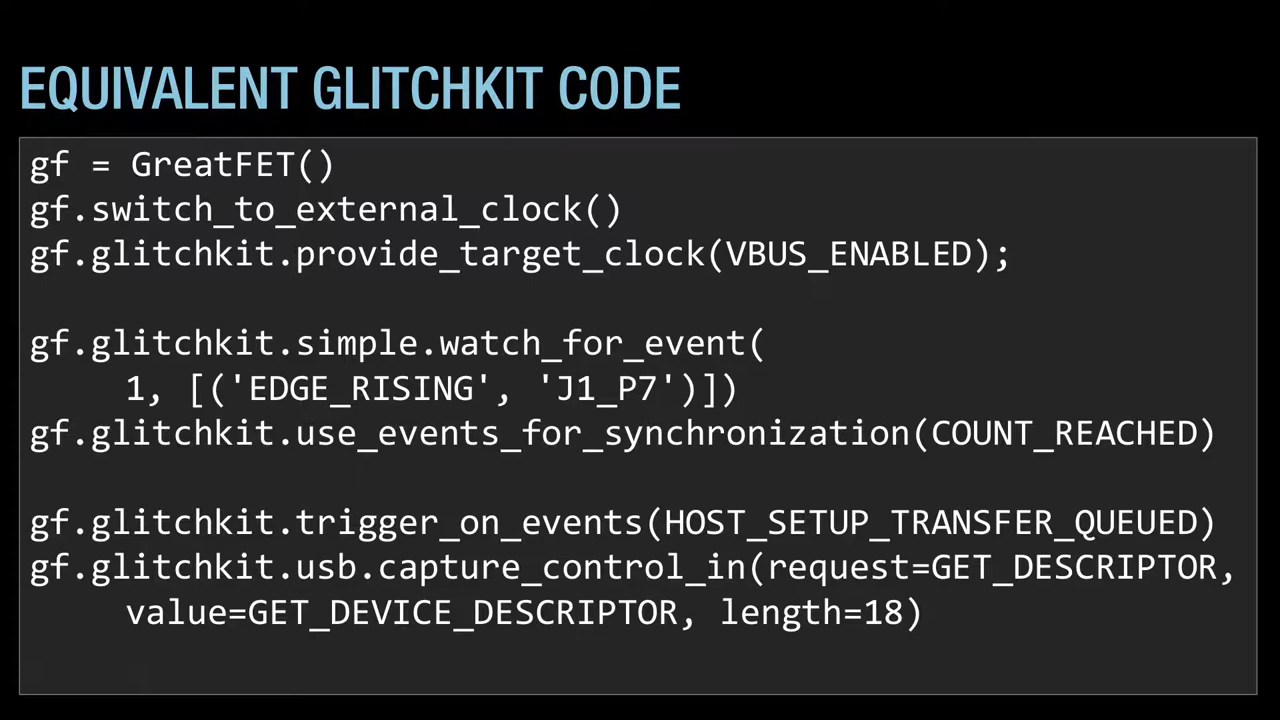 EQUIVALENT GLITCHKIT CODE
gf = GreatFET()
gf.switch_to_external_clock()
gf.glitchkit.provide_target_clock(VBUS_ENABLED);
gf.glitchkit.simple.watch_for_event(
1, [('EDGE_RISING', 'J1_P7')])
gf.glitchkit.use_events_for_synchronization(COUNT_REACHED)
gf.glitchkit.trigger_on_events(HOST_SETUP_TRANSFER_QUEUED)
gf.glitchkit.usb.capture_control_in(request=GET_DESCRIPTOR,
value=GET_DEVICE_DESCRIPTOR, length=18)